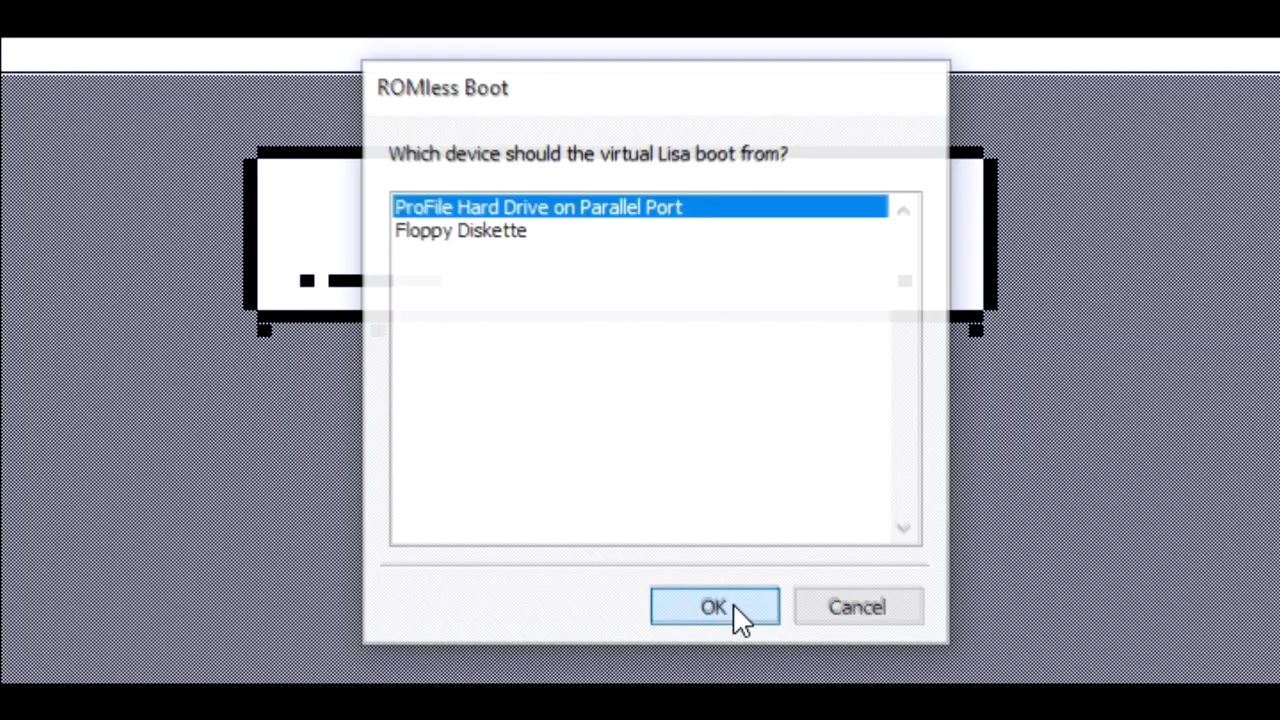 ROMless Boot
Which device should the virtual Lisa boot from?
ProFile Hard Drive on Parallel Port
Floppy Diskette
OK
Cancel